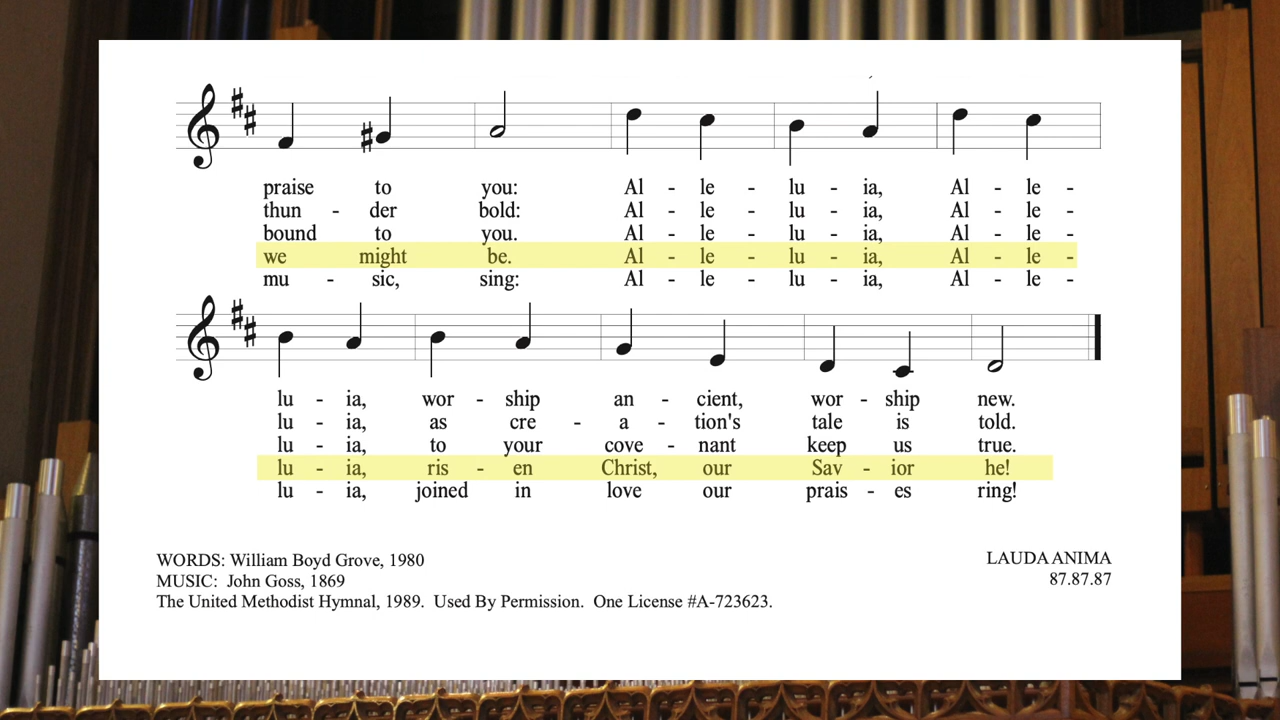 praise to you: Al - le - lu - ia, Al - le -
thun - der bold: Al - le - lu - ia, Al - le -
bound to you. Al - le - lu - ia, Al - le -
we might be. Al - le - lu - ia, Al - le -
mu - sic, sing: Al - le - lu - ia, Al - le -
lu - ia, wor - ship an - cient, wor - ship new.
lu - ia, as cre - a - tion's tale is told.
lu - ia, to your cove - nant keep us true.
lu - ia, ris - en Christ, our Sav - ior he!
lu - ia, joined in love our prais - es ring!
WORDS: William Boyd Grove, 1980
LAUDA ANIMA
MUSIC: John Goss, 1869
87.87.87
The United Methodist Hymnal, 1989. Used By Permission. One License #A-723623.